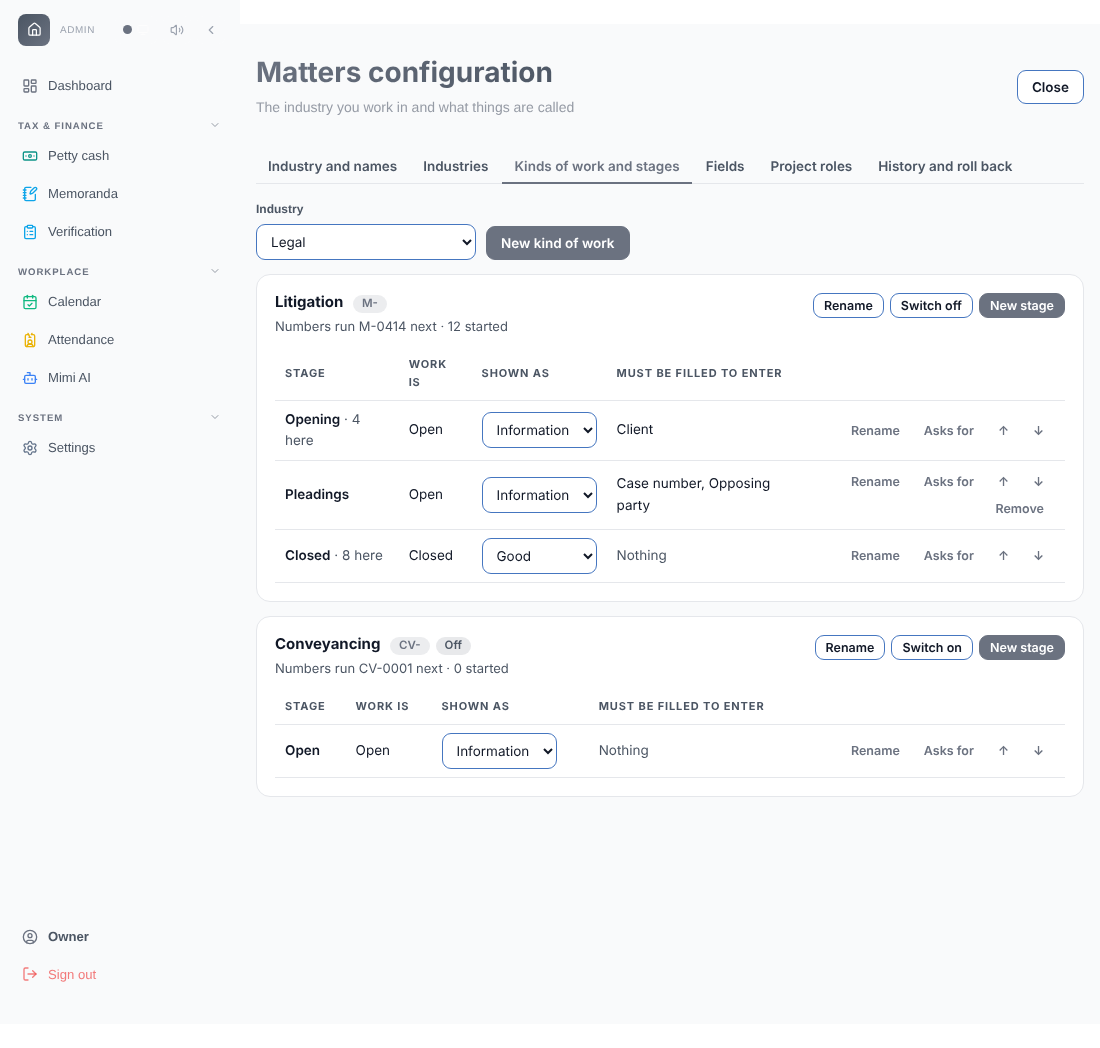 ADMIN
Dashboard
TAX & FINANCE
Petty cash
Memoranda
Verification
WORKPLACE
Calendar
Attendance
Mimi AI
SYSTEM
Settings
Owner
Sign out
Matters configuration
The industry you work in and what things are called
Close
Industry and names Industries Kinds of work and stages Fields Project roles History and roll back
Industry
Legal New kind of work
Litigation M- Rename Switch off New stage
Numbers run M-0414 next · 12 started
STAGE WORK IS SHOWN AS MUST BE FILLED TO ENTER
Opening · 4 here Open Information Client Rename Asks for ↑ ↓
Pleadings Open Information Case number, Opposing party Rename Asks for ↑ ↓ Remove
Closed · 8 here Closed Good Nothing Rename Asks for ↑ ↓
Conveyancing CV- Off Rename Switch on New stage
Numbers run CV-0001 next · 0 started
STAGE WORK IS SHOWN AS MUST BE FILLED TO ENTER
Open Open Information Nothing Rename Asks for ↑ ↓